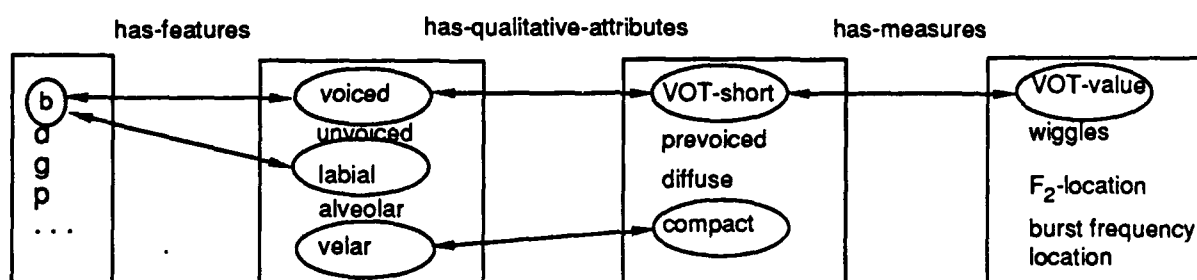 has-features has-qualitative-attributes has-measures
b
d
g
p
...
voiced
unvoiced
labial
alveolar
velar
VOT-short
prevoiced
diffuse
compact
VOT-value
wiggles
F2-location
burst frequency
location